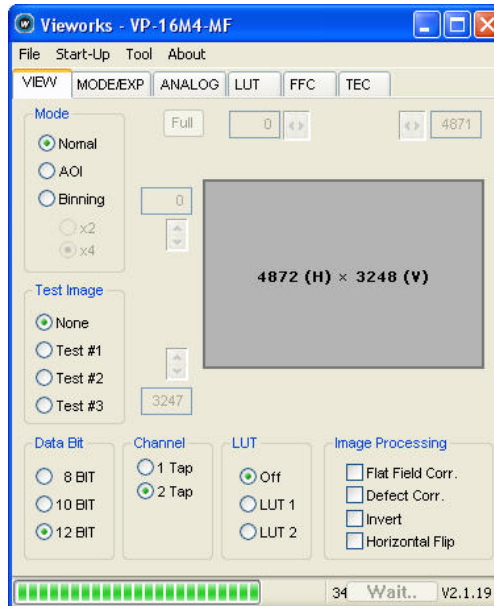 Vieworks - VP-16M4-MF
File Start-Up Tool About
VIEW MODE/EXP ANALOG LUT FFC TEC
Mode
Full 0 4871
Nomal
AOI
Binning
0
x2
x4
4872 (H) × 3248 (V)
Test Image
None
Test #1
Test #2
Test #3
3247
Data Bit Channel LUT Image Processing
8 BIT 1 Tap Off Flat Field Corr.
10 BIT 2 Tap LUT 1 Defect Corr.
12 BIT LUT 2 Invert
Horizontal Flip
34 Wait.. V2.1.19